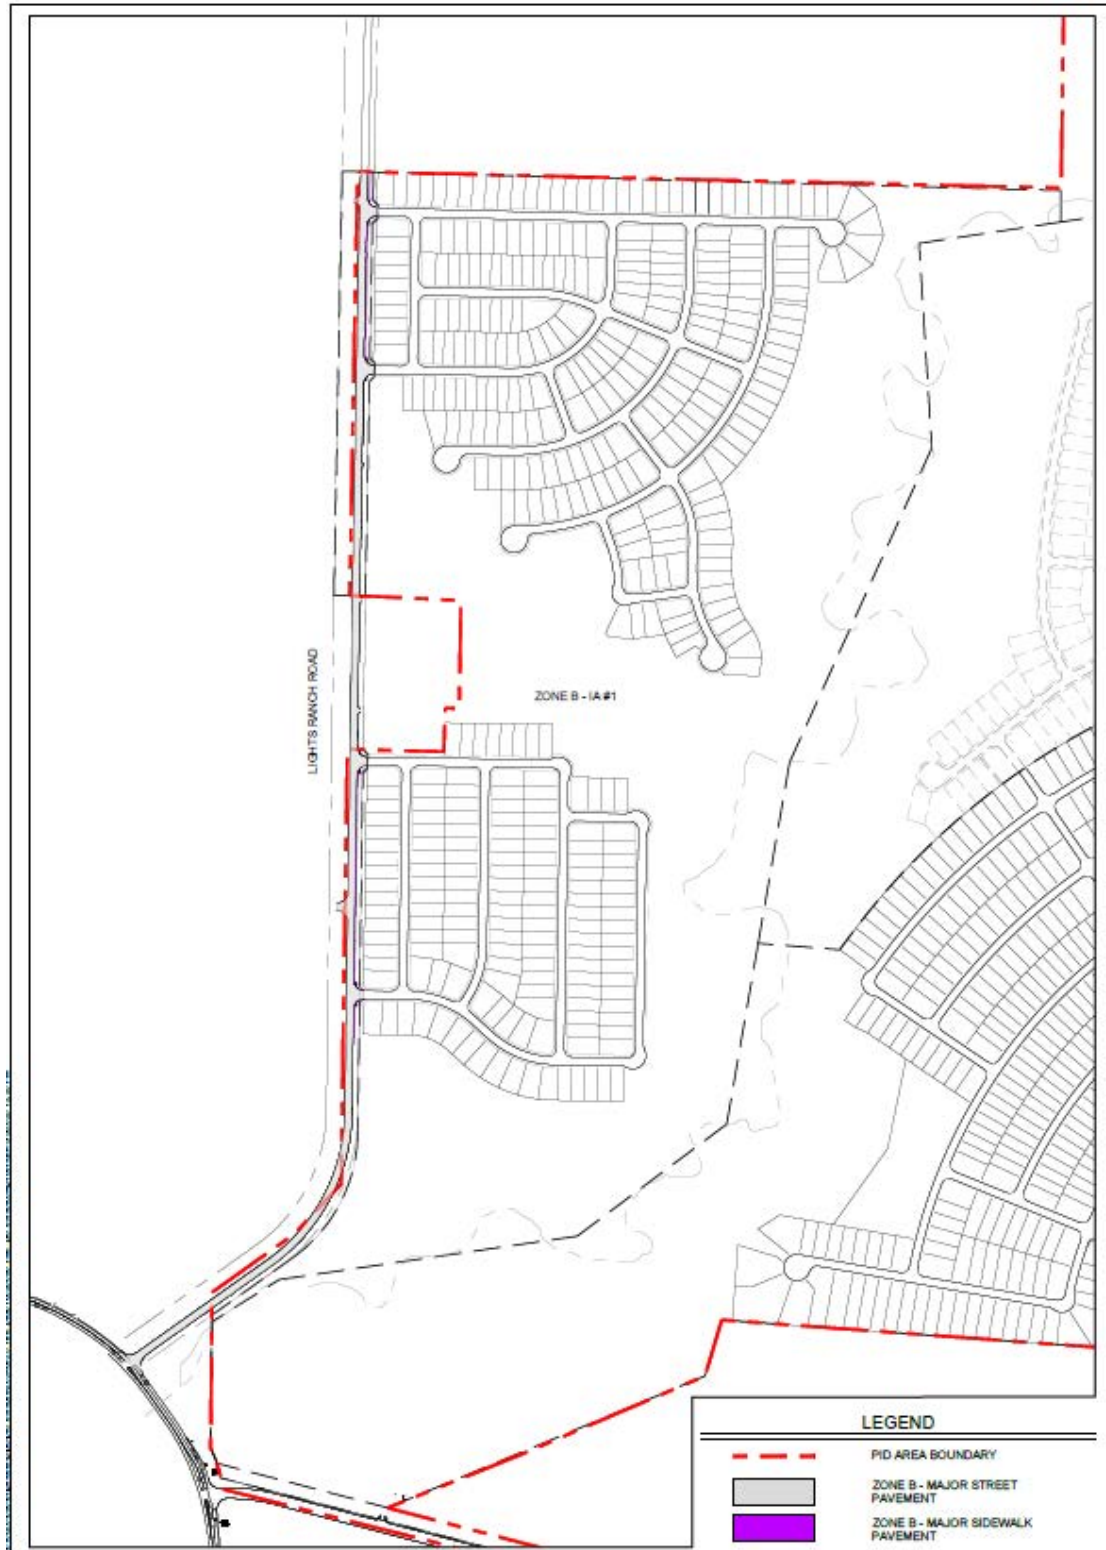 LIGHTS RANCH ROAD
ZONE B - IA #1
LEGEND
PID AREA BOUNDARY
ZONE B - MAJOR STREET
PAVEMENT
ZONE B - MAJOR SIDEWALK
PAVEMENT